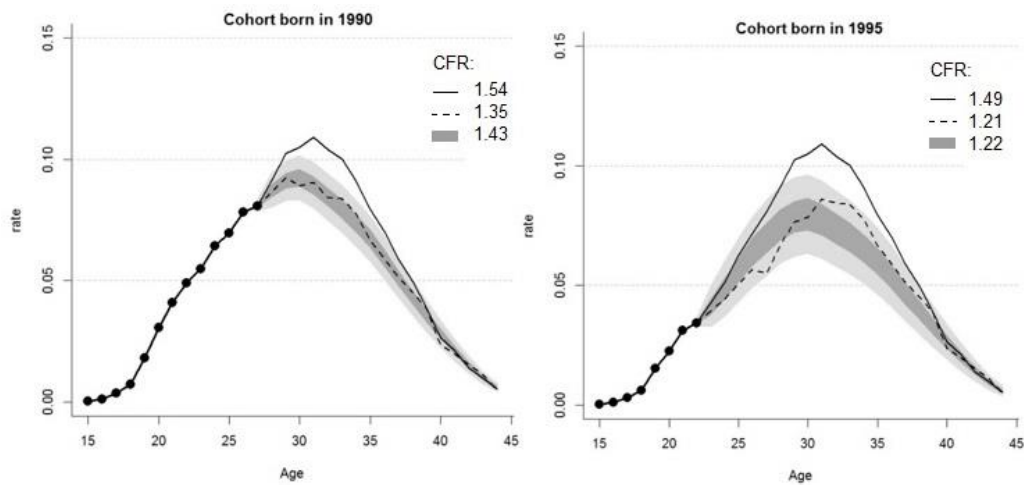 Cohort born in 1990
CFR:
1.54
1.35
1.43
0.15
0.10
0.05
0.00
rate
15 20 25 30 35 40 45
Age
Cohort born in 1995
CFR:
1.49
1.21
1.22
0.15
0.10
0.05
0.00
rate
15 20 25 30 35 40 45
Age